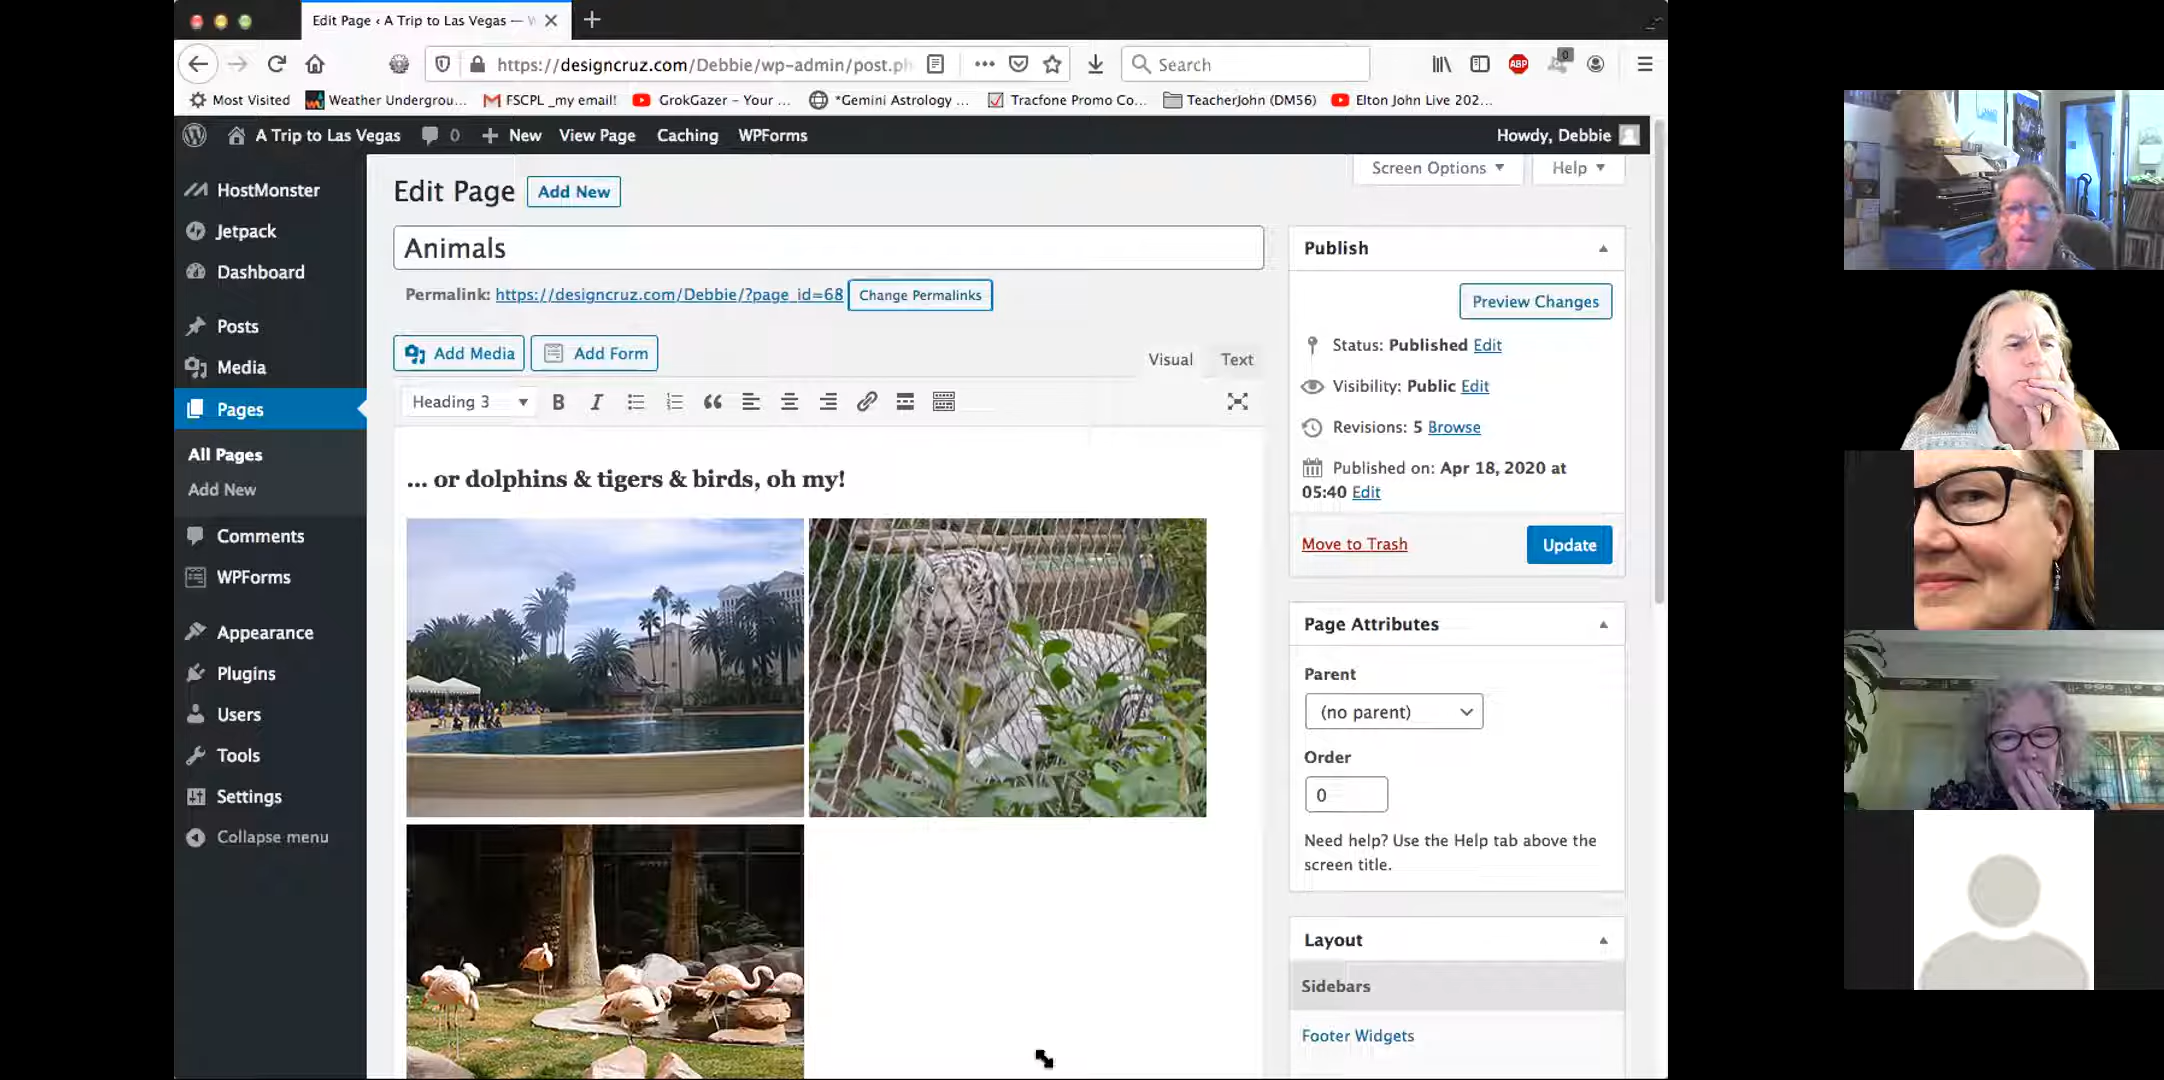 Edit Page ‹ A Trip to Las Vegas —
https://designcruz.com/Debbie/wp-admin/post.ph
Search
ABP
0
Most Visited
Weather Undergrou...
FSCPL _my email!
GrokGazer - Your ...
*Gemini Astrology ...
Tracfone Promo Co...
TeacherJohn (DM56)
Elton John Live 202...
A Trip to Las Vegas
0
New
View Page
Caching
WPForms
Howdy, Debbie
HostMonster
Jetpack
Dashboard
Posts
Media
Pages
All Pages
Add New
Comments
WPForms
Appearance
Plugins
Users
Tools
Settings
Collapse menu
Screen Options
Help
Edit Page
Add New
Animals
Permalink: https://designcruz.com/Debbie/?page_id=68
Change Permalinks
Add Media
Add Form
Visual
Text
Heading 3
B
I
... or dolphins & tigers & birds, oh my!
Publish
Preview Changes
Status: Published Edit
Visibility: Public Edit
Revisions: 5 Browse
Published on: Apr 18, 2020 at
05:40 Edit
Move to Trash
Update
Page Attributes
Parent
(no parent)
Order
0
Need help? Use the Help tab above the
screen title.
Layout
Sidebars
Footer Widgets